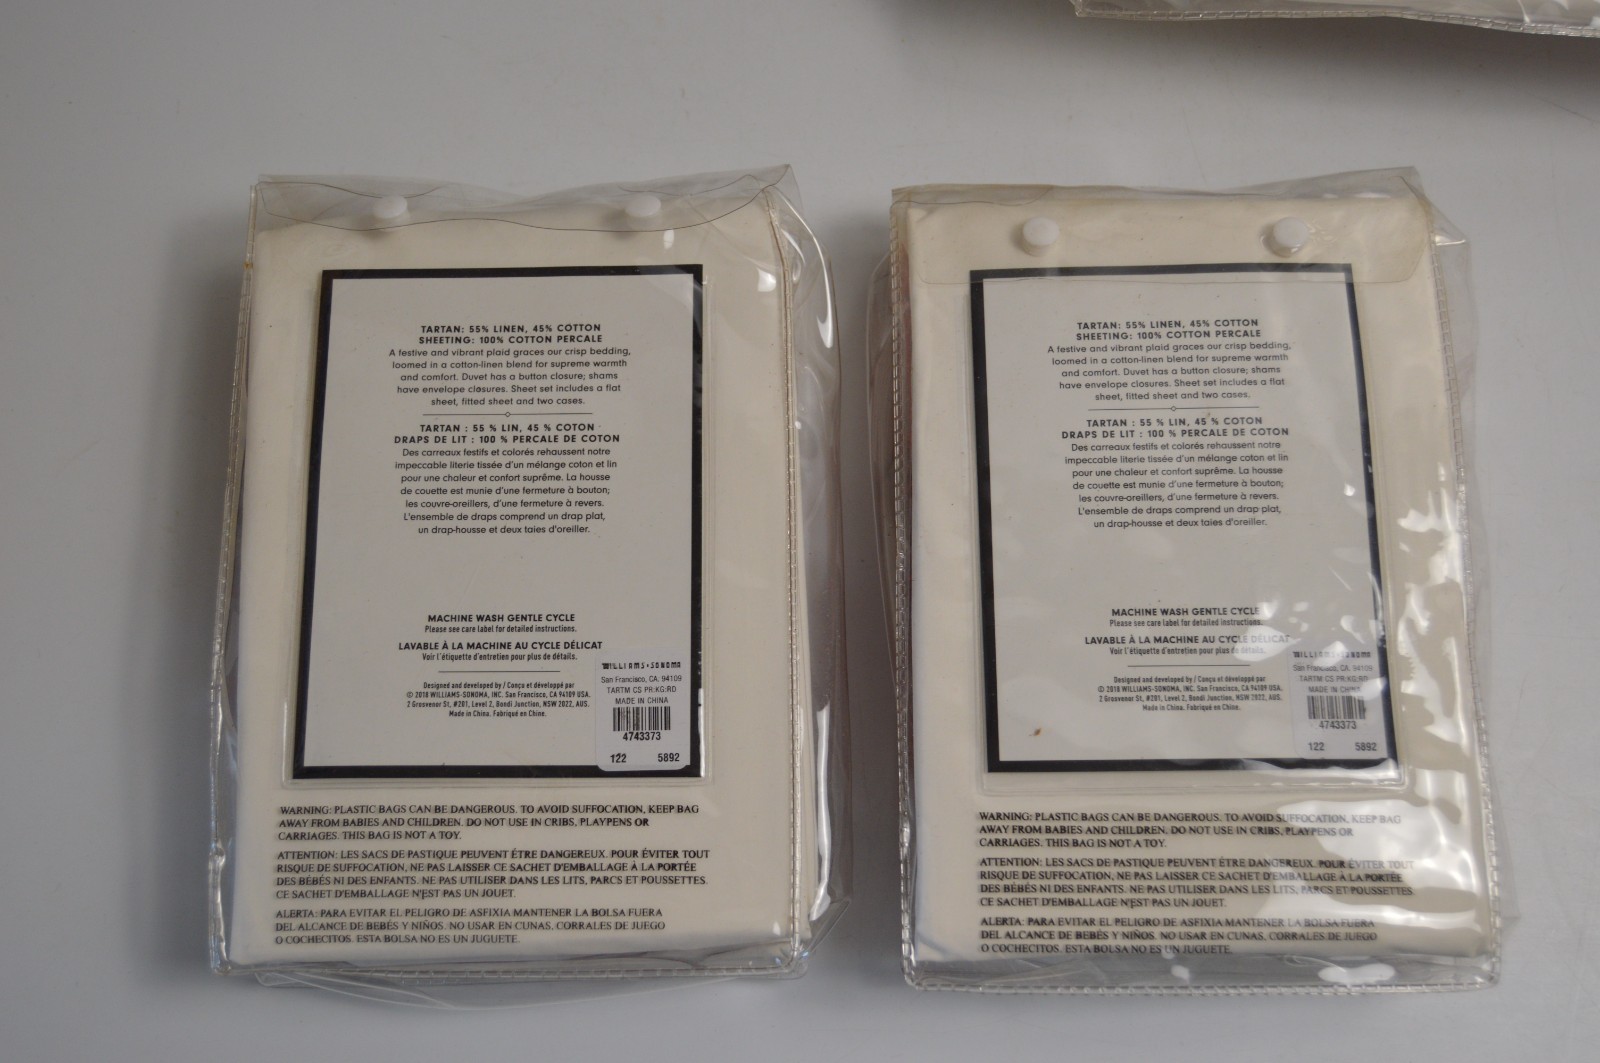 TARTAN: 55% LINEN, 45% COTTON
SHEETING: 100% COTTON PERCALE
A festive and vibrant plaid graces our crisp bedding,
loomed in a cotton-linen blend for supreme warmth
and comfort. Duvet has a button closure; shams
have envelope closures. Sheet set includes a flat
sheet, fitted sheet and two cases.
TARTAN : 55 % LIN, 45 % COTON
DRAPS DE LIT : 100 % PERCALE DE COTON
Des carreaux festifs et colorés rehaussent notre
impeccable literie tissée d'un mélange coton et lin
pour une chaleur et confort suprême. La housse
de couette est munie d'une fermeture à bouton;
les couvre-oreillers, d'une fermeture à revers.
L'ensemble de draps comprend un drap plat,
un drap-housse et deux taies d'oreiller.
MACHINE WASH GENTLE CYCLE
Please see care label for detailed instructions.
LAVABLE À LA MACHINE AU CYCLE DÉLICAT
Voir l'étiquette d'entretien pour plus de détails.
Designed and developed by / Conçu et développé par
© 2018 WILLIAMS-SONOMA, INC. San Francisco, CA 94109 USA.
2 Grosvenor St, #201, Level 2, Bondi Junction, NSW 2022, AUS.
Made in China. Fabriqué en Chine.
WILLIAMS-SONOMA
San Francisco, CA. 94109
TARTM CS PR:KG:RD
MADE IN CHINA
4743373
122 5892
WARNING: PLASTIC BAGS CAN BE DANGEROUS. TO AVOID SUFFOCATION, KEEP BAG
AWAY FROM BABIES AND CHILDREN. DO NOT USE IN CRIBS, PLAYPENS OR
CARRIAGES. THIS BAG IS NOT A TOY.
ATTENTION: LES SACS DE PASTIQUE PEUVENT ÊTRE DANGEREUX. POUR ÉVITER TOUT
RISQUE DE SUFFOCATION, NE PAS LAISSER CE SACHET D'EMBALLAGE À LA PORTÉE
DES BÉBÉS NI DES ENFANTS. NE PAS UTILISER DANS LES LITS, PARCS ET POUSSETTES.
CE SACHET D'EMBALLAGE N'EST PAS UN JOUET.
ALERTA: PARA EVITAR EL PELIGRO DE ASFIXIA MANTENER LA BOLSA FUERA
DEL ALCANCE DE BEBÉS Y NIÑOS. NO USAR EN CUNAS, CORRALES DE JUEGO
O COCHECITOS. ESTA BOLSA NO ES UN JUGUETE.
TARTAN: 55% LINEN, 45% COTTON
SHEETING: 100% COTTON PERCALE
A festive and vibrant plaid graces our crisp bedding,
loomed in a cotton-linen blend for supreme warmth
and comfort. Duvet has a button closure; shams
have envelope closures. Sheet set includes a flat
sheet, fitted sheet and two cases.
TARTAN : 55 % LIN, 45 % COTON
DRAPS DE LIT : 100 % PERCALE DE COTON
Des carreaux festifs et colorés rehaussent notre
impeccable literie tissée d'un mélange coton et lin
pour une chaleur et confort suprême. La housse
de couette est munie d'une fermeture à bouton;
les couvre-oreillers, d'une fermeture à revers.
L'ensemble de draps comprend un drap plat,
un drap-housse et deux taies d'oreiller.
MACHINE WASH GENTLE CYCLE
Please see care label for detailed instructions.
LAVABLE À LA MACHINE AU CYCLE DÉLICAT
Voir l'étiquette d'entretien pour plus de détails.
Designed and developed by / Conçu et développé par
© 2018 WILLIAMS-SONOMA, INC. San Francisco, CA 94109 USA.
2 Grosvenor St, #201, Level 2, Bondi Junction, NSW 2022, AUS.
Made in China. Fabriqué en Chine.
WILLIAMS-SONOMA
San Francisco, CA. 94109
TARTM CS PR:KG:RD
MADE IN CHINA
4743373
122 5892
WARNING: PLASTIC BAGS CAN BE DANGEROUS. TO AVOID SUFFOCATION, KEEP BAG
AWAY FROM BABIES AND CHILDREN. DO NOT USE IN CRIBS, PLAYPENS OR
CARRIAGES. THIS BAG IS NOT A TOY.
ATTENTION: LES SACS DE PASTIQUE PEUVENT ÊTRE DANGEREUX. POUR ÉVITER TOUT
RISQUE DE SUFFOCATION, NE PAS LAISSER CE SACHET D'EMBALLAGE À LA PORTÉE
DES BÉBÉS NI DES ENFANTS. NE PAS UTILISER DANS LES LITS, PARCS ET POUSSETTES.
CE SACHET D'EMBALLAGE N'EST PAS UN JOUET.
ALERTA: PARA EVITAR EL PELIGRO DE ASFIXIA MANTENER LA BOLSA FUERA
DEL ALCANCE DE BEBÉS Y NIÑOS. NO USAR EN CUNAS, CORRALES DE JUEGO
O COCHECITOS. ESTA BOLSA NO ES UN JUGUETE.